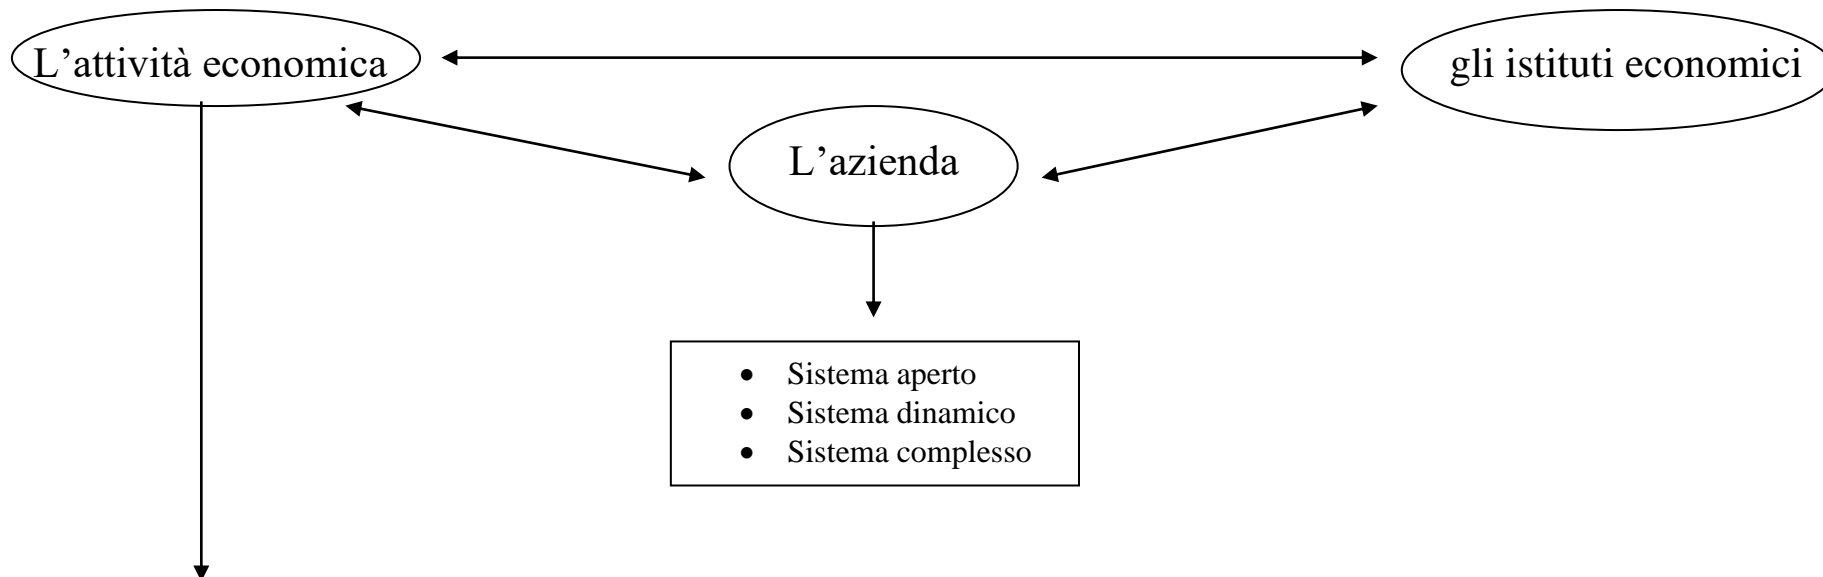 L’attività economica
gli istituti economici
L’azienda
• Sistema aperto
• Sistema dinamico
• Sistema complesso